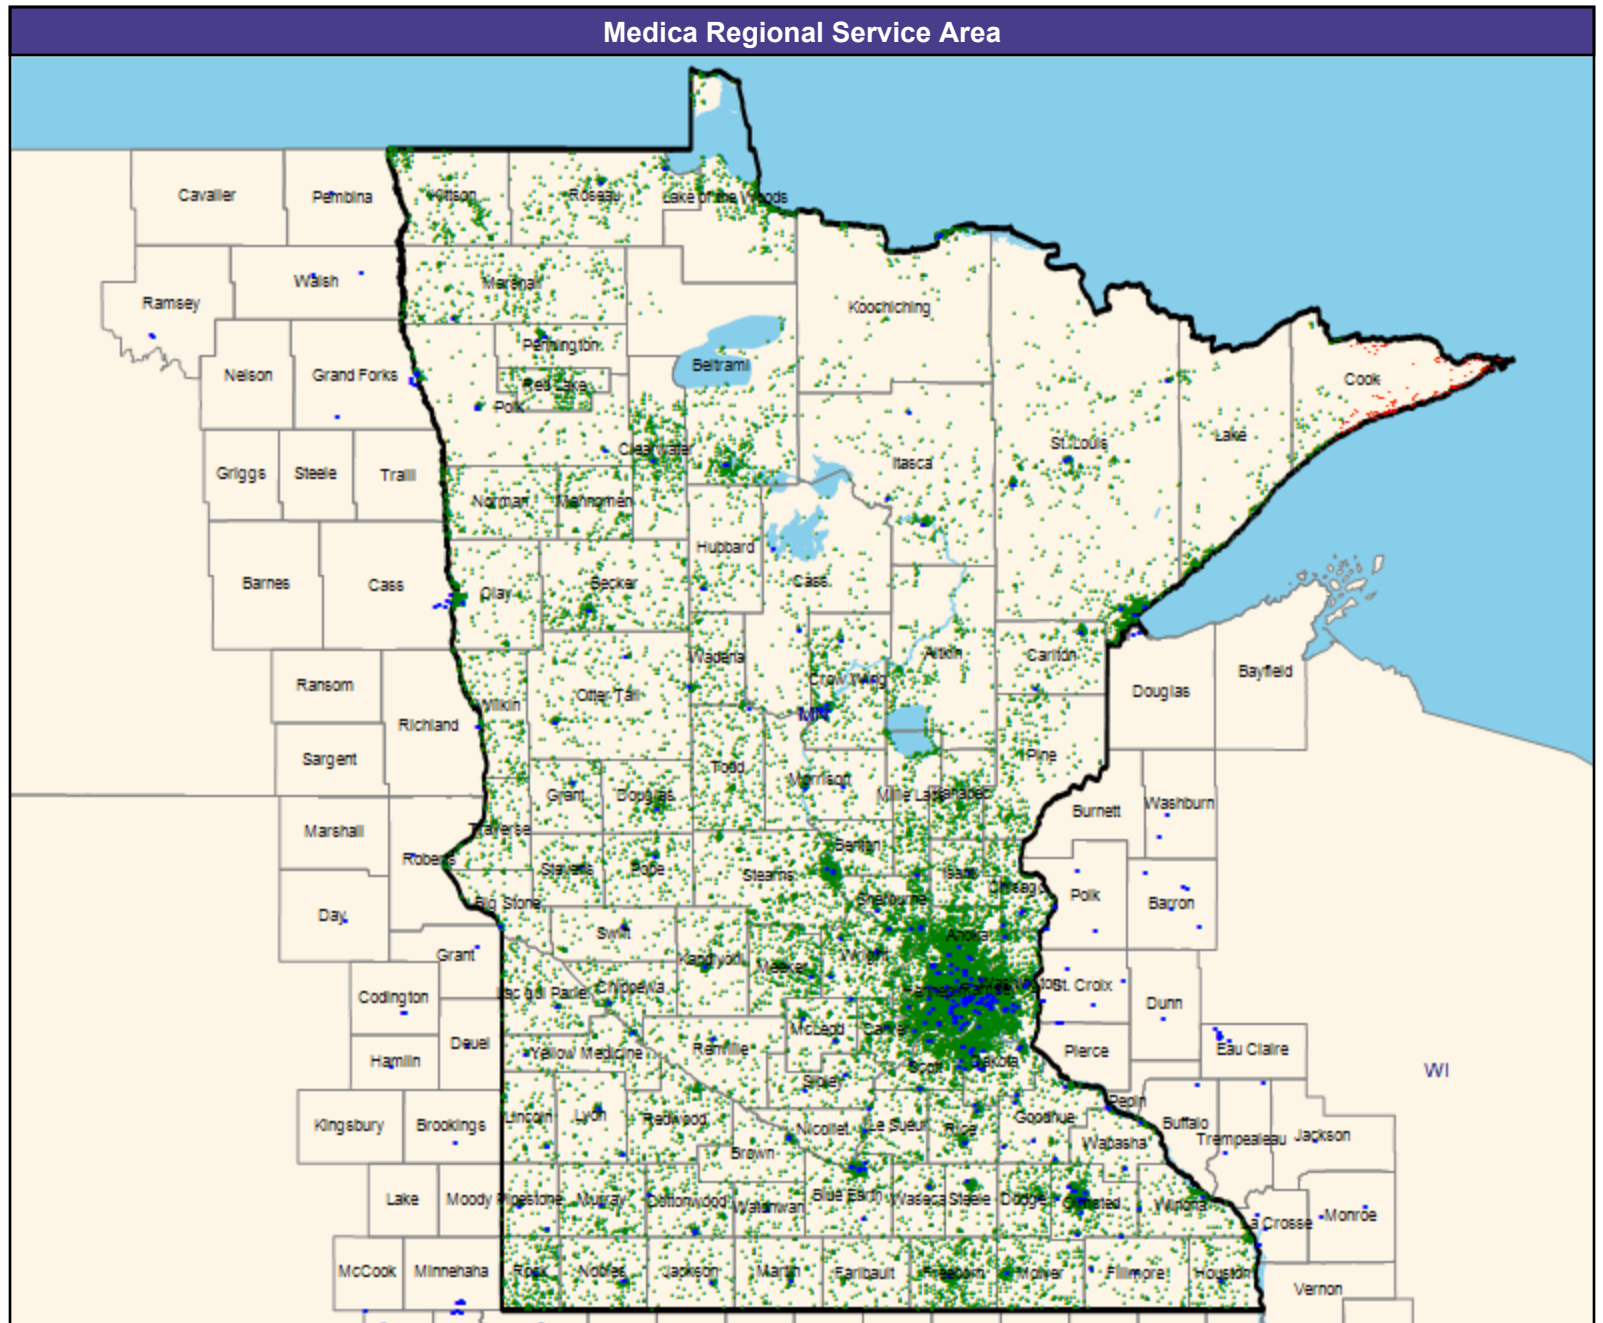 Medica Regional Service Area
Cavalier
Pembina
Kittson
Roseau
Lake of the Woods
Walsh
Marshall
Ramsey
Koochiching
Pennington
Beltrami
Nelson
Grand Forks
Red Lake
Cook
Polk
Lake
Clearwater
St. Louis
Itasca
Griggs
Steele
Traill
Norman
Mahnomen
Hubbard
Barnes
Cass
Clay
Becker
Cass
Wadena
Aitkin
Carlton
Bayfield
Ransom
Crow Wing
Douglas
Otter Tail
Wilkin
MN
Richland
Sargent
Pine
Todd
Morrison
Grant
Douglas
Mille Lacs
Kanabec
Washburn
Burnett
Marshall
Traverse
Benton
Roberts
Stevens
Pope
Stearns
Isanti
Chisago
Polk
Barron
Big Stone
Sherburne
Day
Swift
Anoka
Grant
Kandiyohi
Meeker
Wright
Lac qui Parle
Chippewa
Hennepin
Ramsey
Washington
St. Croix
Codington
Dunn
McLeod
Carver
Deuel
Yellow Medicine
Renville
Pierce
Eau Claire
Hamlin
Scott
Dakota
WI
Sibley
Pepin
Lincoln
Lyon
Redwood
Goodhue
Kingsbury
Brookings
Nicollet
Le Sueur
Rice
Buffalo
Trempealeau
Jackson
Wabasha
Brown
Lake
Moody
Pipestone
Murray
Cottonwood
Watonwan
Blue Earth
Waseca
Steele
Dodge
Olmsted
Winona
La Crosse
Monroe
McCook
Minnehaha
Rock
Nobles
Jackson
Martin
Faribault
Freeborn
Mower
Fillmore
Houston
Vernon